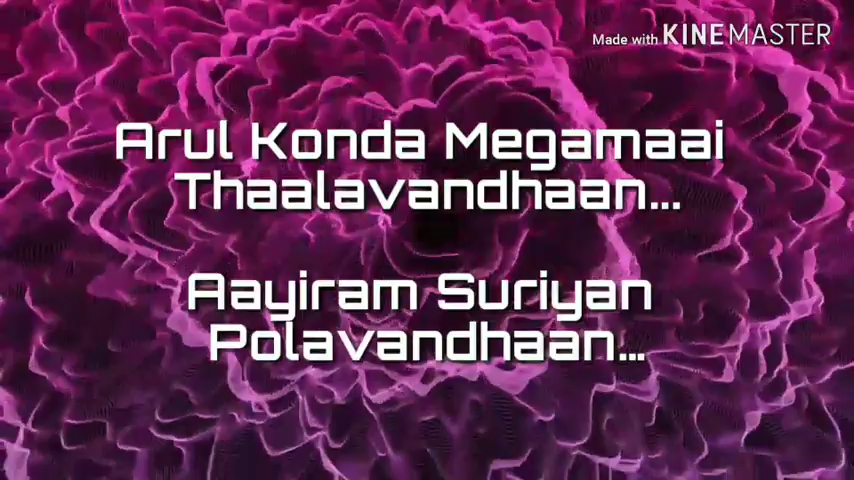 Made with KINEMASTER
Arul Konda Megamaai
Thaalavandhaan...
Aayiram Suriyan
Polavandhaan...